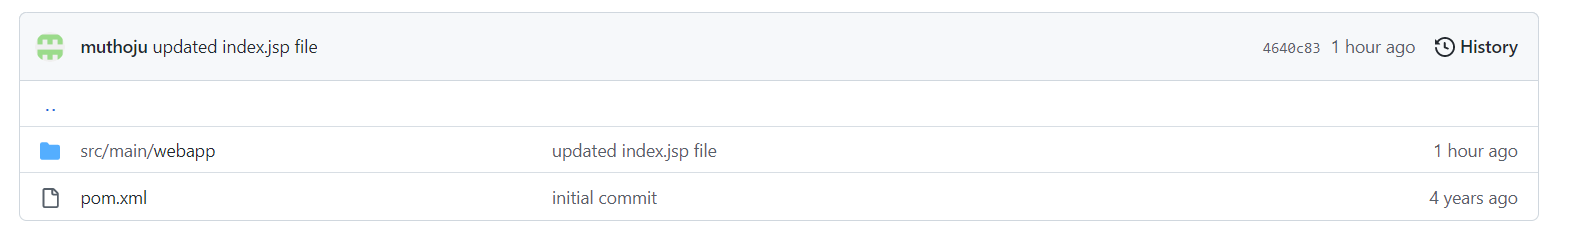 muthoju updated index.jsp file 4640c83 1 hour ago History
..
src/main/webapp updated index.jsp file 1 hour ago
pom.xml initial commit 4 years ago